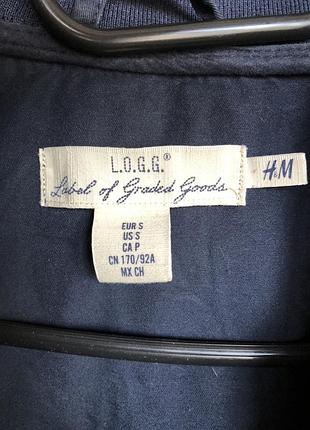 L.O.G.G.®
Label of Graded Goods
H&M
EUR S
US S
CA P
CN 170/92A
MX CH